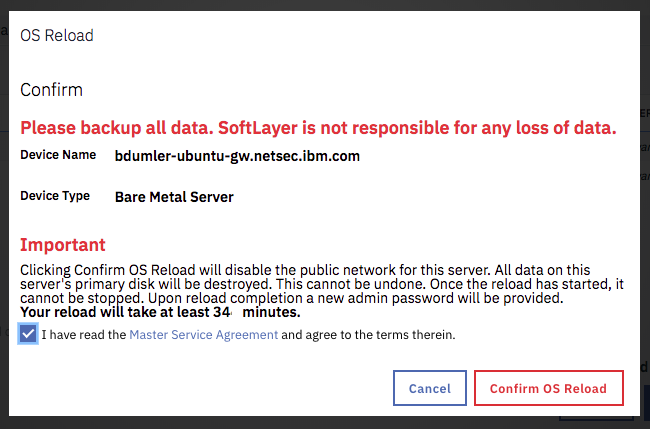 OS Reload
Confirm
Please backup all data. SoftLayer is not responsible for any loss of data.
Device Name bdumler-ubuntu-gw.netsec.ibm.com
Device Type Bare Metal Server
Important
Clicking Confirm OS Reload will disable the public network for this server. All data on this
server's primary disk will be destroyed. This cannot be undone. Once the reload has started, it
cannot be stopped. Upon reload completion a new admin password will be provided.
Your reload will take at least 34 minutes.
I have read the Master Service Agreement and agree to the terms therein.
Cancel Confirm OS Reload